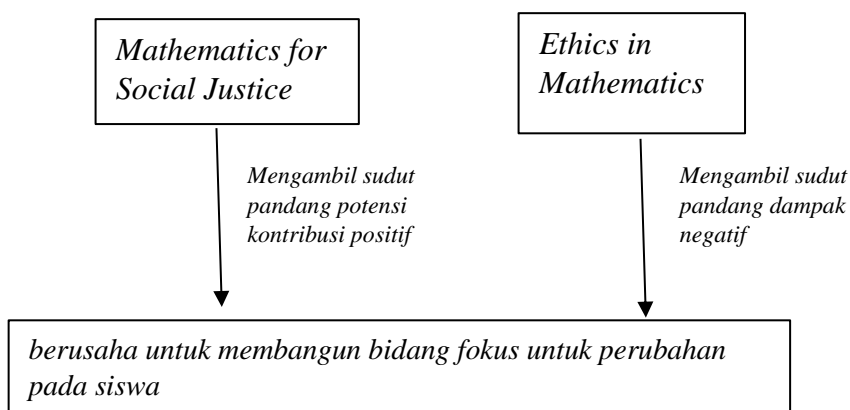 Mathematics for
Social Justice
Ethics in
Mathematics
Mengambil sudut
pandang potensi
kontribusi positif
Mengambil sudut
pandang dampak
negatif
berusaha untuk membangun bidang fokus untuk perubahan
pada siswa